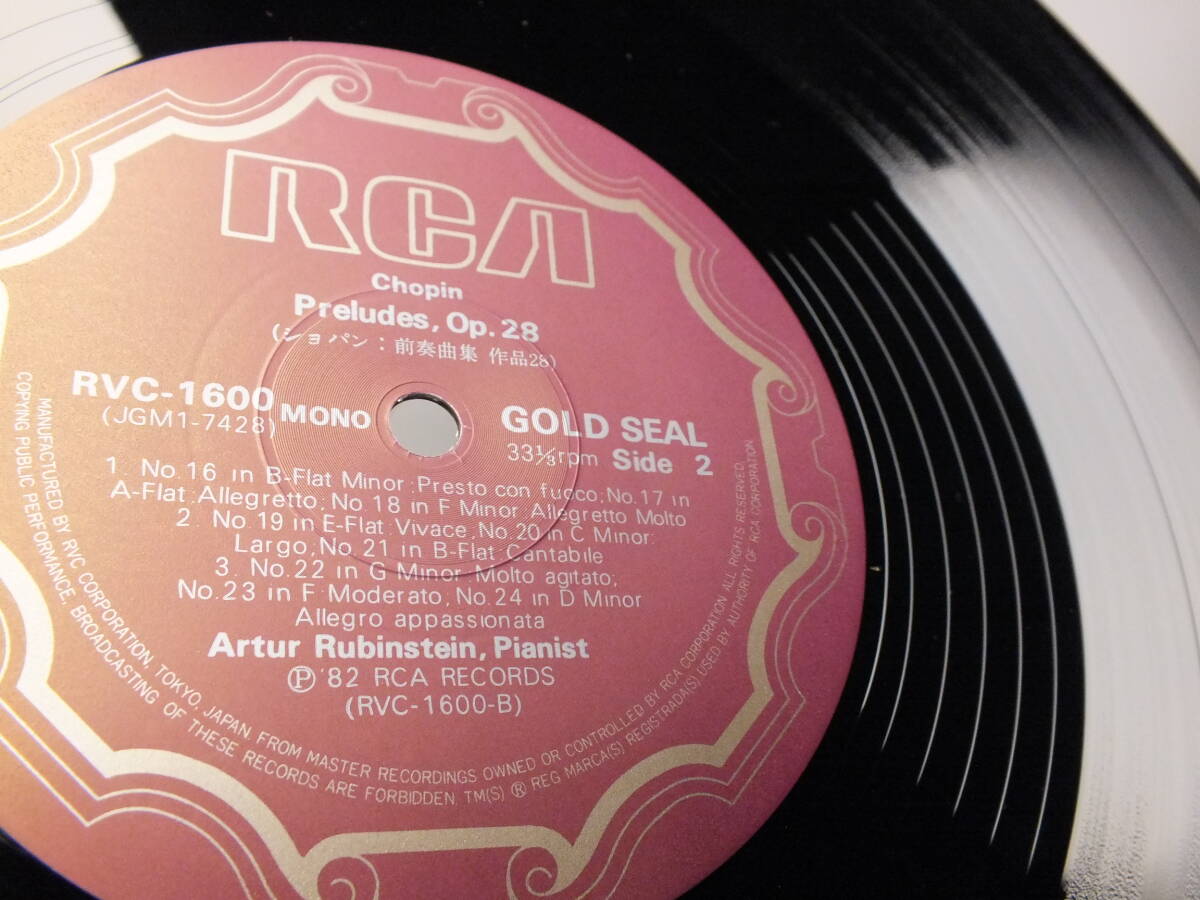 RCA
Chopin
Preludes, Op. 28
(ショパン：前奏曲集 作品28)
RVC-1600
(JGM1-7428)
MONO
GOLD SEAL
33⅓rpm Side 2
1. No.16 in B-Flat Minor: Presto con fuoco; No.17 in
A-Flat: Allegretto; No.18 in F Minor: Allegretto Molto
2. No.19 in E-Flat: Vivace, No.20 in C Minor:
Largo; No.21 in B-Flat: Cantabile
3. No.22 in G Minor: Molto agitato;
No.23 in F: Moderato, No.24 in D Minor
Allegro appassionata
Artur Rubinstein, Pianist
Ⓟ '82 RCA RECORDS
(RVC-1600-B)
MANUFACTURED BY RVC CORPORATION, TOKYO, JAPAN. FROM MASTER RECORDINGS OWNED OR CONTROLLED BY RCA CORPORATION. ALL RIGHTS RESERVED.
COPYING PUBLIC PERFORMANCE, BROADCASTING OF THESE RECORDS ARE FORBIDDEN. TM(S) ® REG MARCA(S) REGISTRADA(S) USED BY AUTHORITY OF RCA CORPORATION